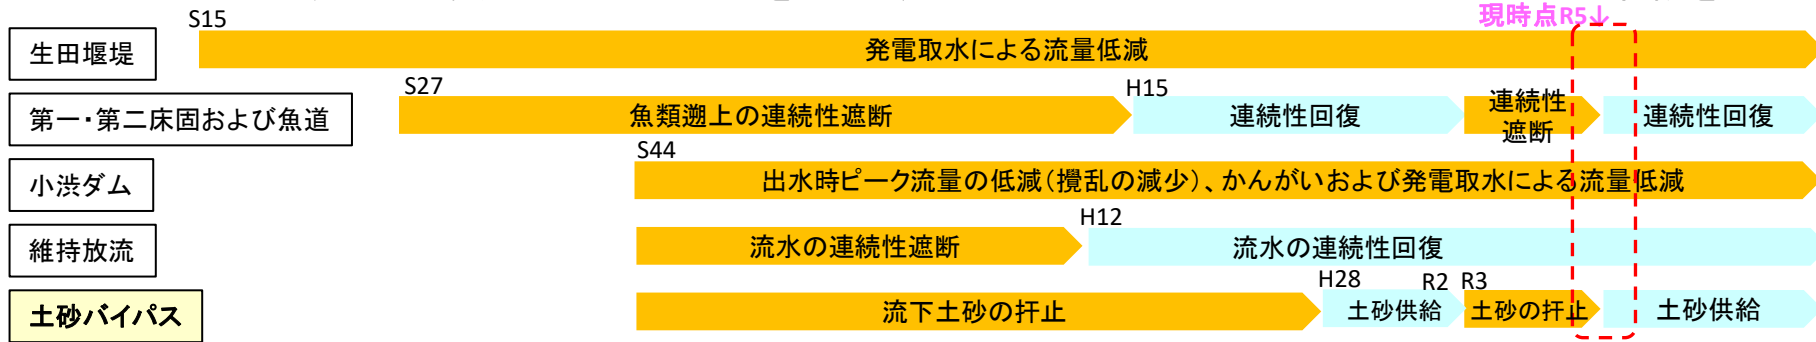 現時点R5↓
S15
生田堰堤
発電取水による流量低減
S27
H15
第一・第二床固および魚道
魚類遡上の連続性遮断
連続性回復
連続性
遮断
連続性回復
S44
小渋ダム
出水時ピーク流量の低減(攪乱の減少)、かんがいおよび発電取水による流量低減
H12
維持放流
流水の連続性遮断
流水の連続性回復
H28
R2
R3
土砂バイパス
流下土砂の扞止
土砂供給
土砂の扞止
土砂供給